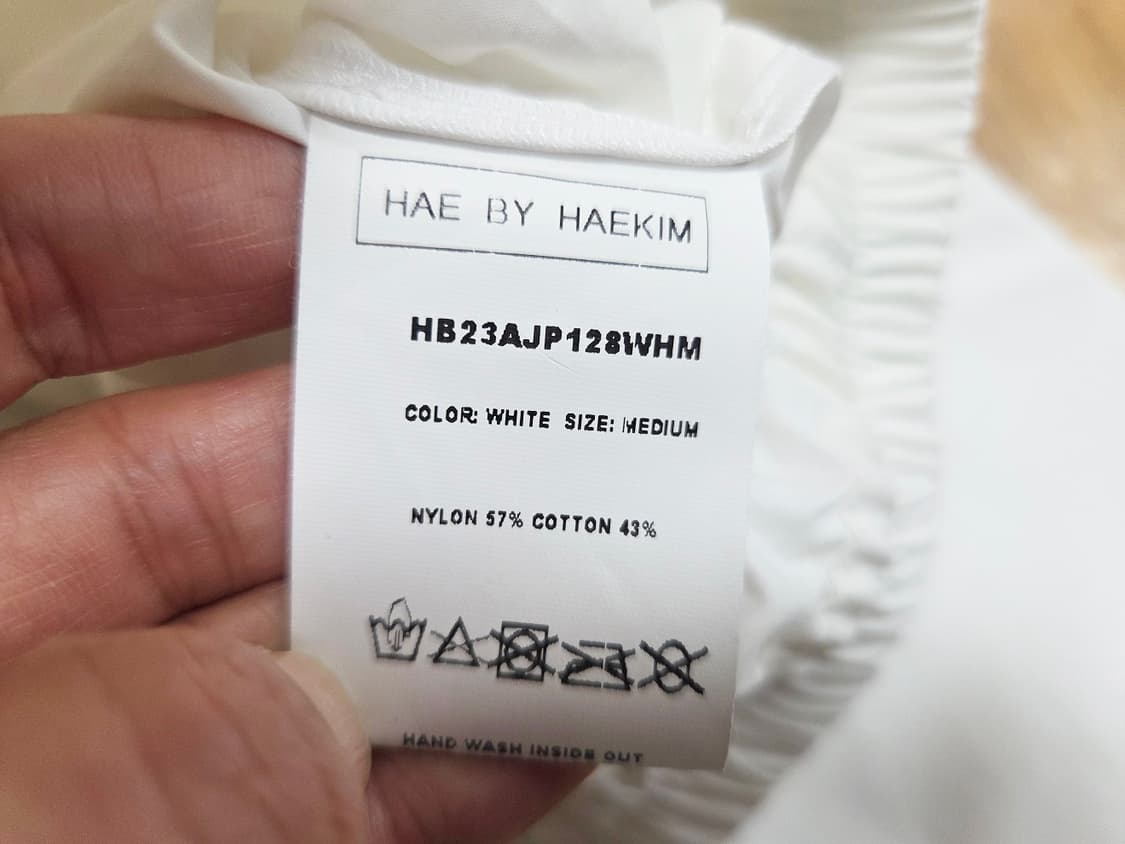 HAE BY HAEKIM
HB23AJP128WHM
COLOR: WHITE SIZE: MEDIUM
NYLON 57% COTTON 43%
HAND WASH INSIDE OUT